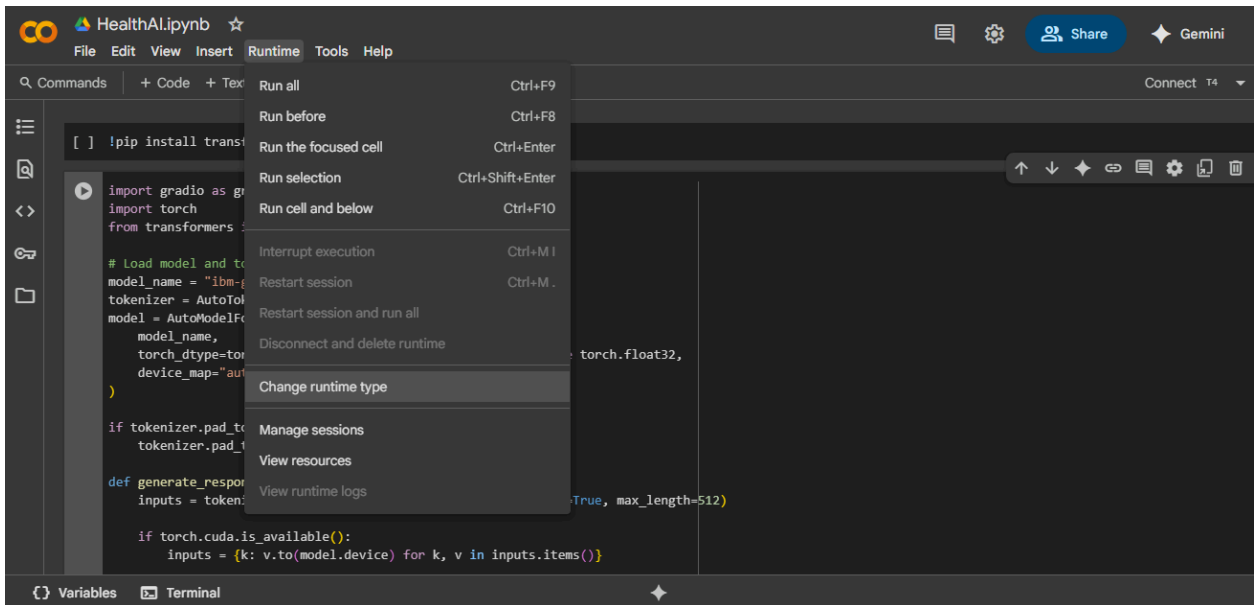 HealthAI.ipynb
File Edit View Insert Runtime Tools Help
Share
Gemini
Commands + Code + Tex
Connect T4
Run all Ctrl+F9
Run before Ctrl+F8
Run the focused cell Ctrl+Enter
Run selection Ctrl+Shift+Enter
Run cell and below Ctrl+F10
Interrupt execution Ctrl+M I
Restart session Ctrl+M .
Restart session and run all
Disconnect and delete runtime
Change runtime type
Manage sessions
View resources
View runtime logs
[ ] !pip install transf
import gradio as gr
import torch
from transformers i
# Load model and to
model_name = "ibm-g
tokenizer = AutoTok
model = AutoModelFo
model_name,
torch_dtype=tor torch.float32,
device_map="aut
)
if tokenizer.pad_to
tokenizer.pad_t
def generate_respon
inputs = tokeni =True, max_length=512)
if torch.cuda.is_available():
inputs = {k: v.to(model.device) for k, v in inputs.items()}
{} Variables Terminal